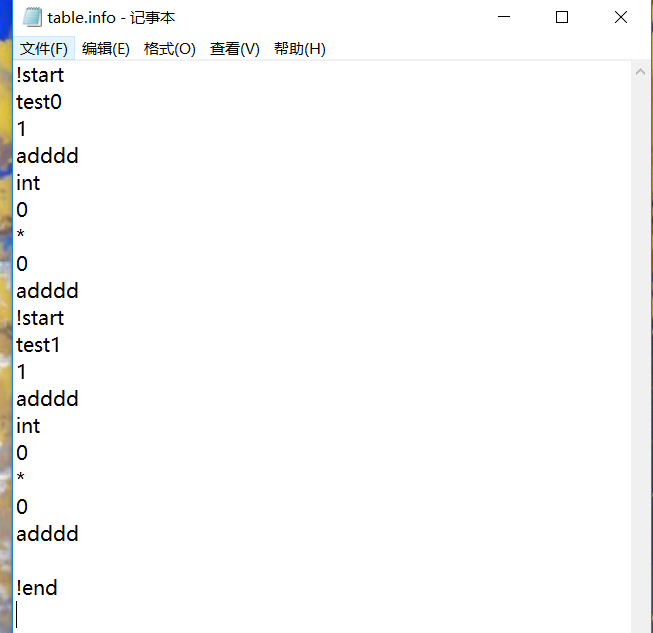 table.info - 记事本
文件(F) 编辑(E) 格式(O) 查看(V) 帮助(H)
!start
test0
1
adddd
int
0
*
0
adddd
!start
test1
1
adddd
int
0
*
0
adddd
!end